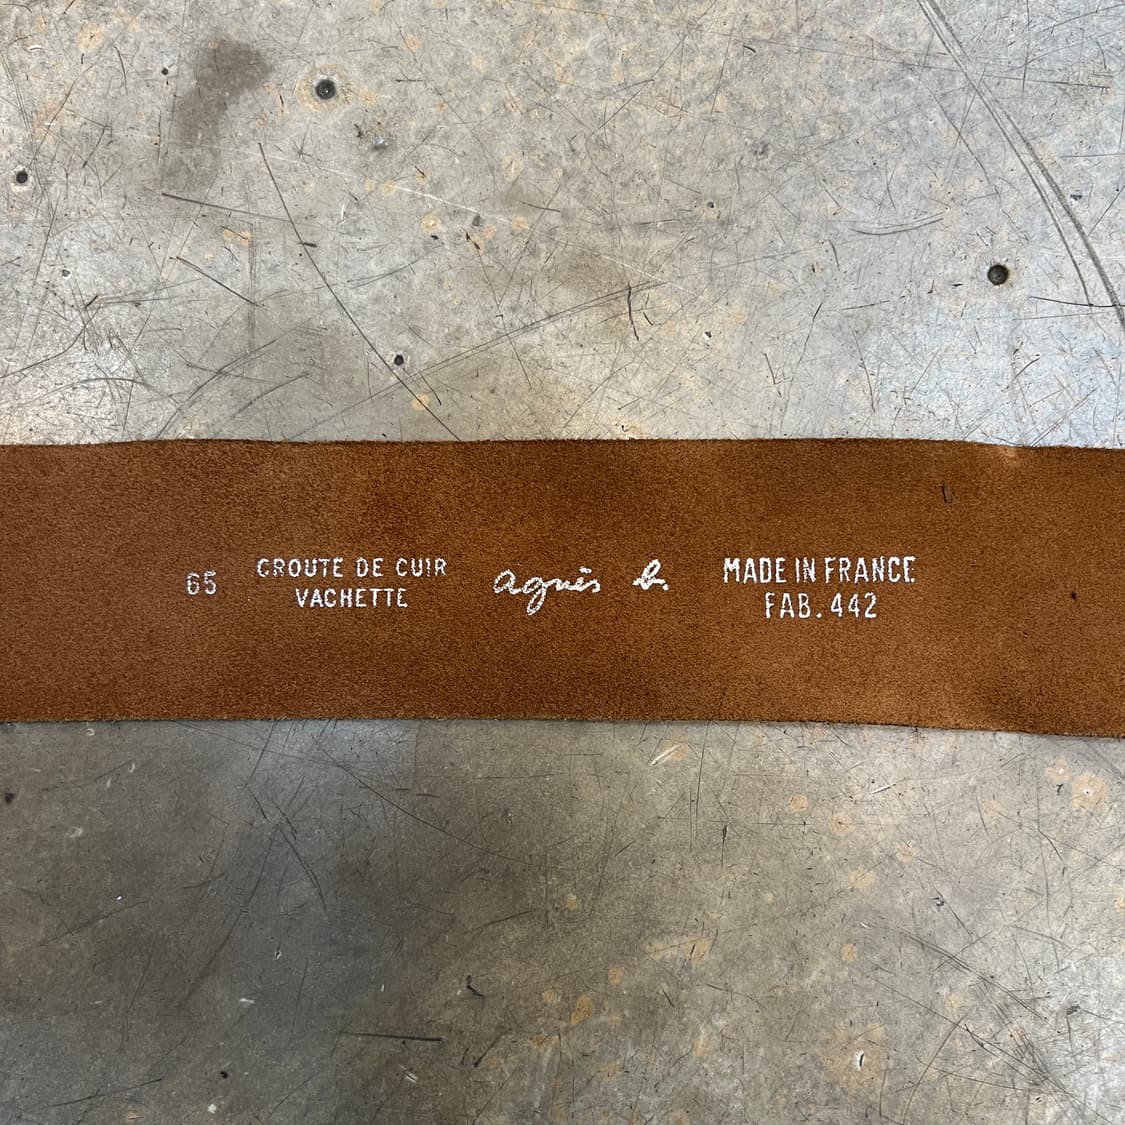 65
CROUTE DE CUIR
VACHETTE
agnès b.
MADE IN FRANCE
FAB. 442